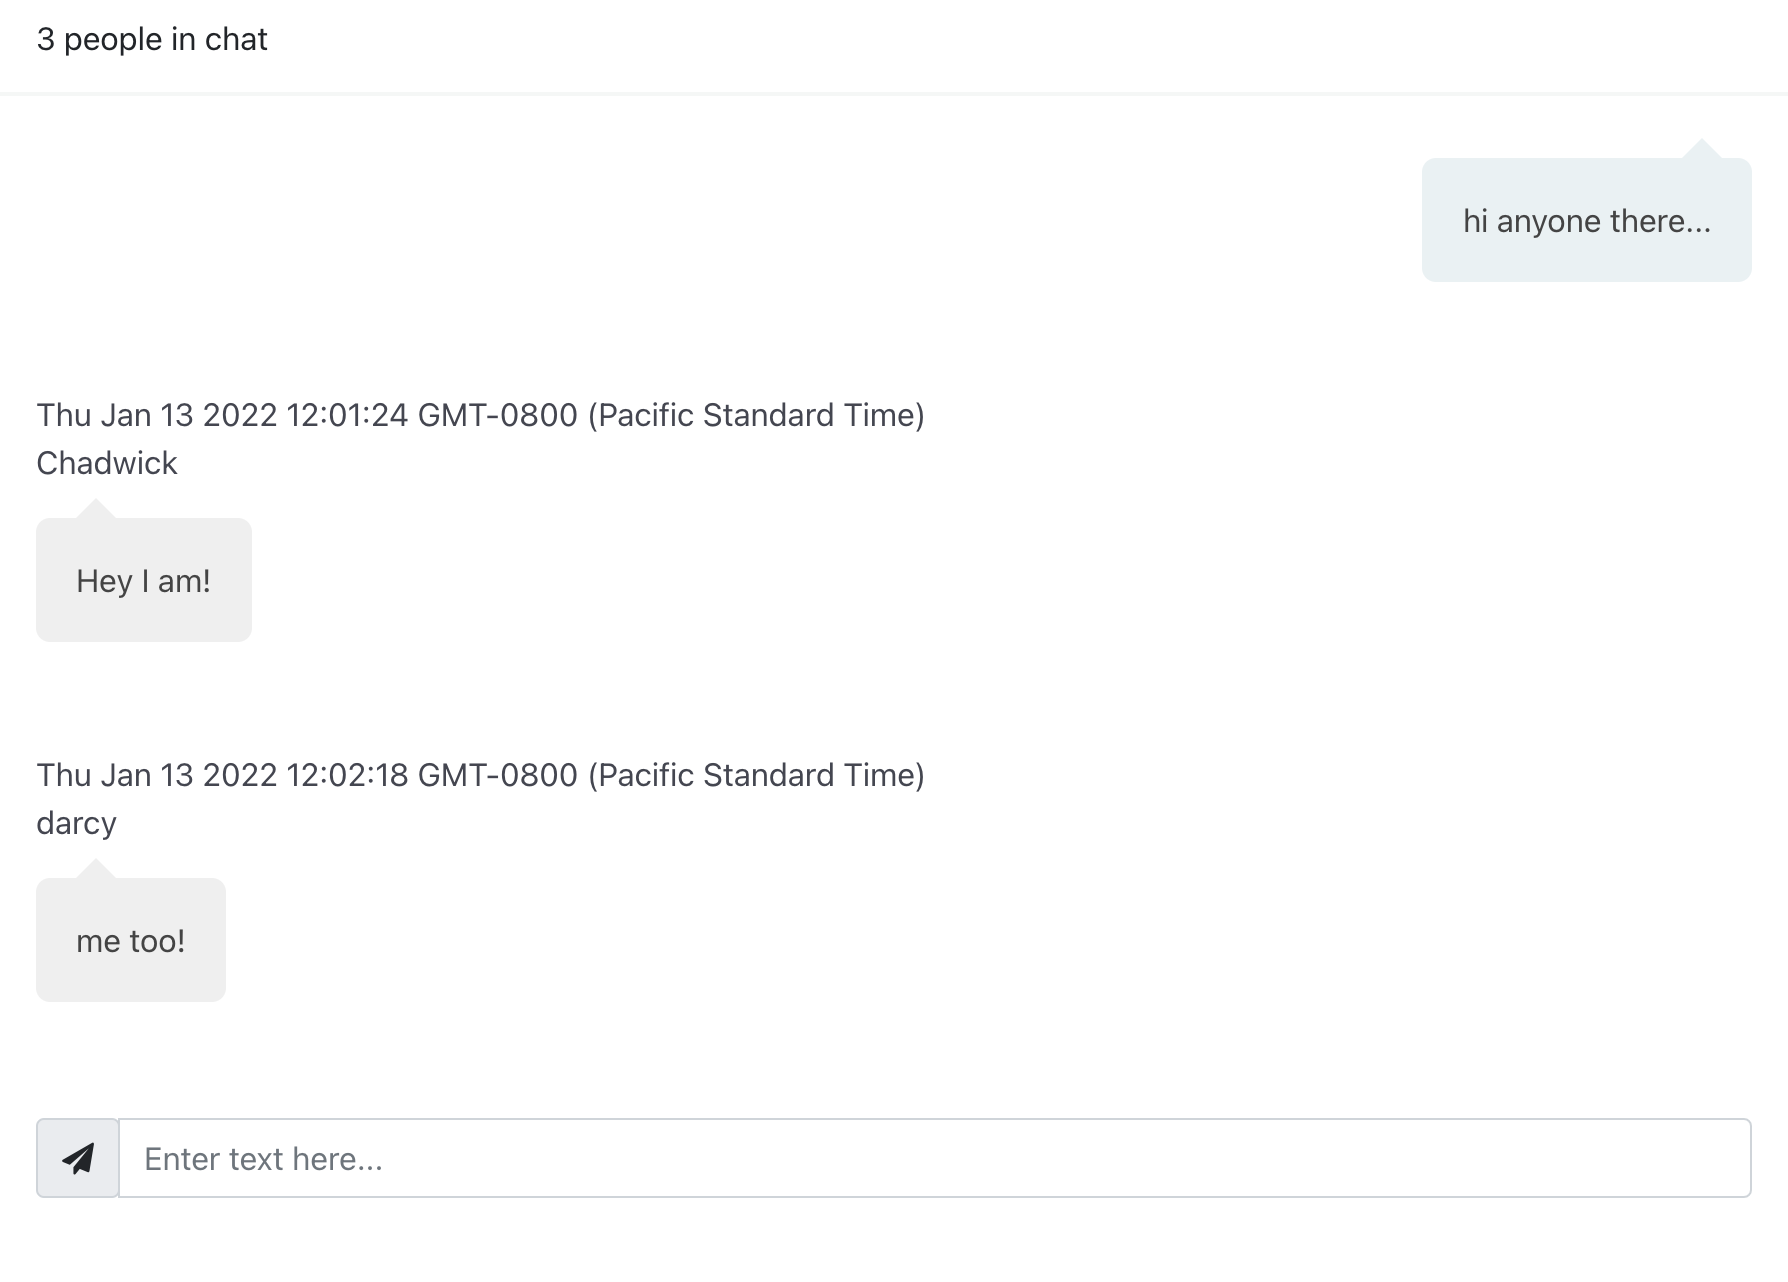 3 people in chat
hi anyone there...
Thu Jan 13 2022 12:01:24 GMT-0800 (Pacific Standard Time)
Chadwick
Hey I am!
Thu Jan 13 2022 12:02:18 GMT-0800 (Pacific Standard Time)
darcy
me too!
Enter text here...